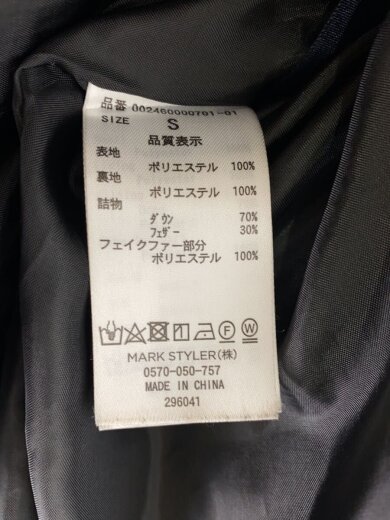 品番 002460000701-01
SIZE S
品質表示
表地
ポリエステル 100%
裏地
ポリエステル 100%
詰物
ダウン 70%
フェザー 30%
フェイクファー部分
ポリエステル 100%
MARK STYLER(株)
0570-050-757
MADE IN CHINA
296041